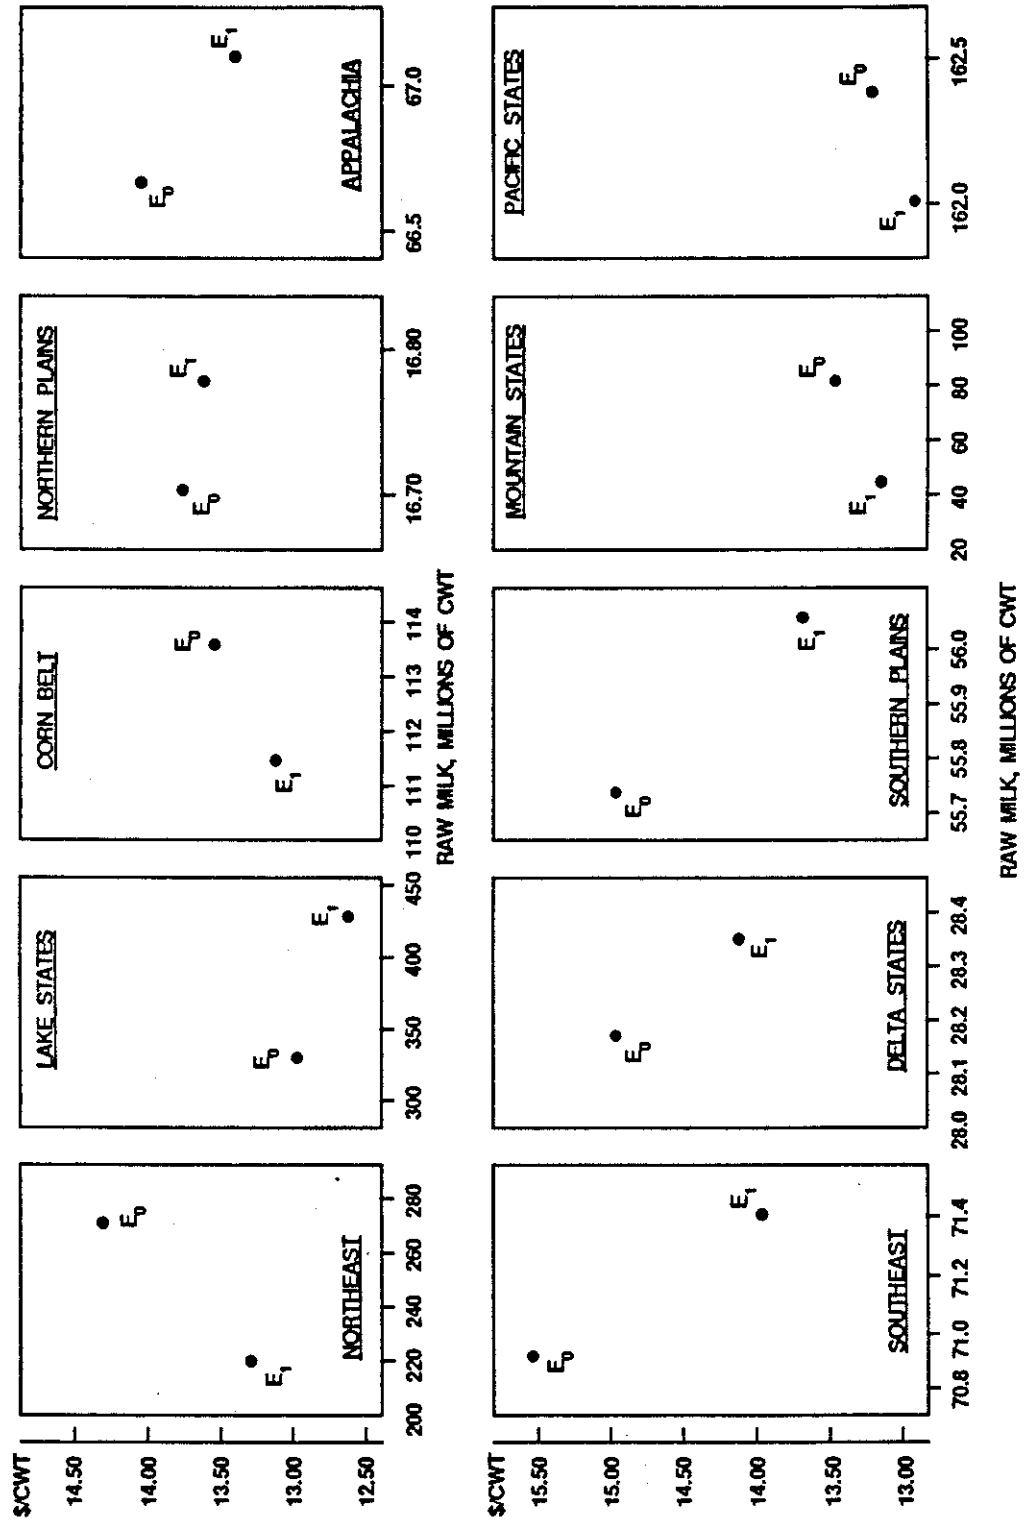 $/CWT
14.50
14.00
13.50
13.00
12.50
NORTHEAST
E0
E1
200
220
240
260
280
LAKE STATES
E0
E1
300
350
400
450
CORN BELT
E0
E1
110
111
112
113
114
NORTHERN PLAINS
E0
E1
16.70
16.80
APPALACHIA
E0
E1
66.5
67.0
RAW MILK, MILLIONS OF CWT
$/CWT
15.50
15.00
14.50
14.00
13.50
13.00
SOUTHEAST
E0
E1
70.8
71.0
71.2
71.4
DELTA STATES
E0
E1
28.0
28.1
28.2
28.3
28.4
SOUTHERN PLAINS
E0
E1
55.7
55.8
55.9
56.0
MOUNTAIN STATES
E0
E1
20
40
60
80
100
PACIFIC STATES
E0
E1
162.0
162.5
RAW MILK, MILLIONS OF CWT